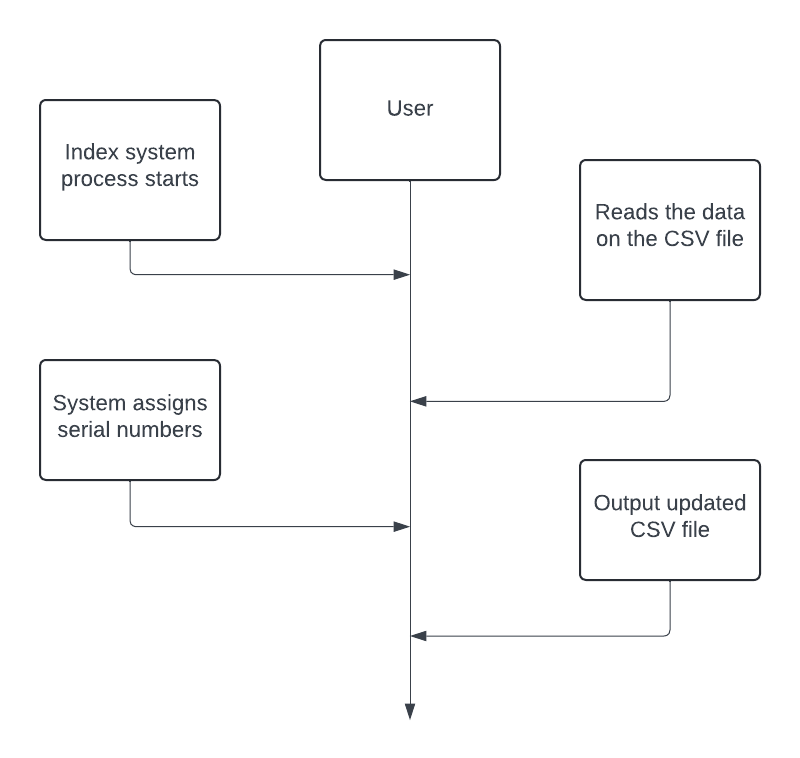 User
Index system
process starts
Reads the data
on the CSV file
System assigns
serial numbers
Output updated
CSV file